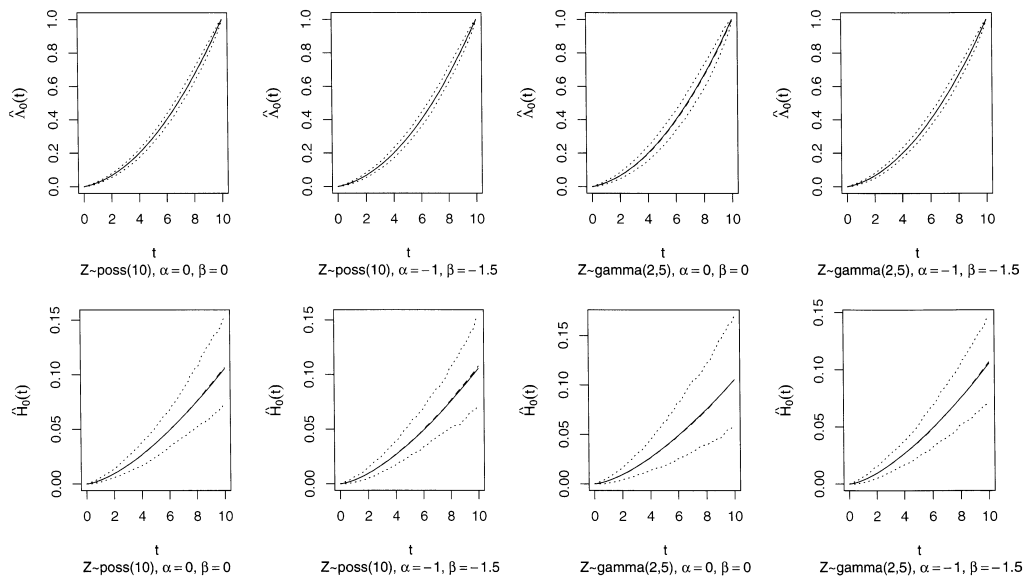 Λ̂₀(t)
1.0
0.8
0.6
0.4
0.2
0.0
0 2 4 6 8 10
t
Z~poss(10), α = 0, β = 0
Λ̂₀(t)
1.0
0.8
0.6
0.4
0.2
0.0
0 2 4 6 8 10
t
Z~poss(10), α = −1, β = −1.5
Λ̂₀(t)
1.0
0.8
0.6
0.4
0.2
0.0
0 2 4 6 8 10
t
Z~gamma(2,5), α = 0, β = 0
Λ̂₀(t)
1.0
0.8
0.6
0.4
0.2
0.0
0 2 4 6 8 10
t
Z~gamma(2,5), α = −1, β = −1.5
Ĥ₀(t)
0.15
0.10
0.05
0.00
0 2 4 6 8 10
t
Z~poss(10), α = 0, β = 0
Ĥ₀(t)
0.15
0.10
0.05
0.00
0 2 4 6 8 10
t
Z~poss(10), α = −1, β = −1.5
Ĥ₀(t)
0.15
0.10
0.05
0.00
0 2 4 6 8 10
t
Z~gamma(2,5), α = 0, β = 0
Ĥ₀(t)
0.15
0.10
0.05
0.00
0 2 4 6 8 10
t
Z~gamma(2,5), α = −1, β = −1.5